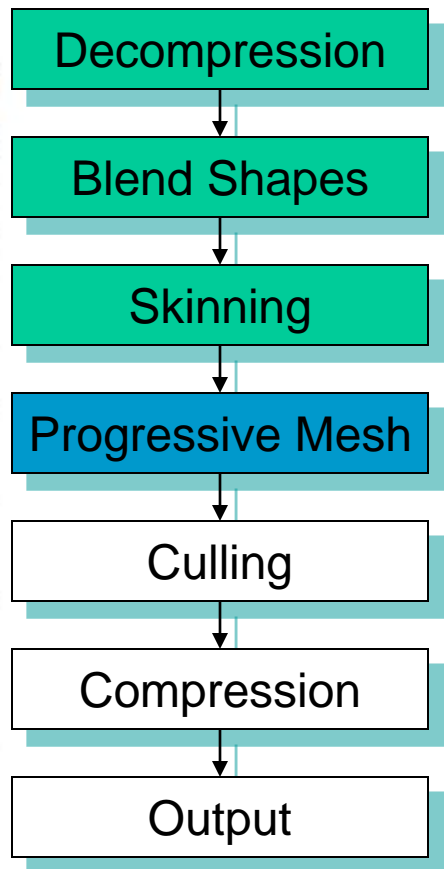 Decompression
Blend Shapes
Skinning
Progressive Mesh
Culling
Compression
Output